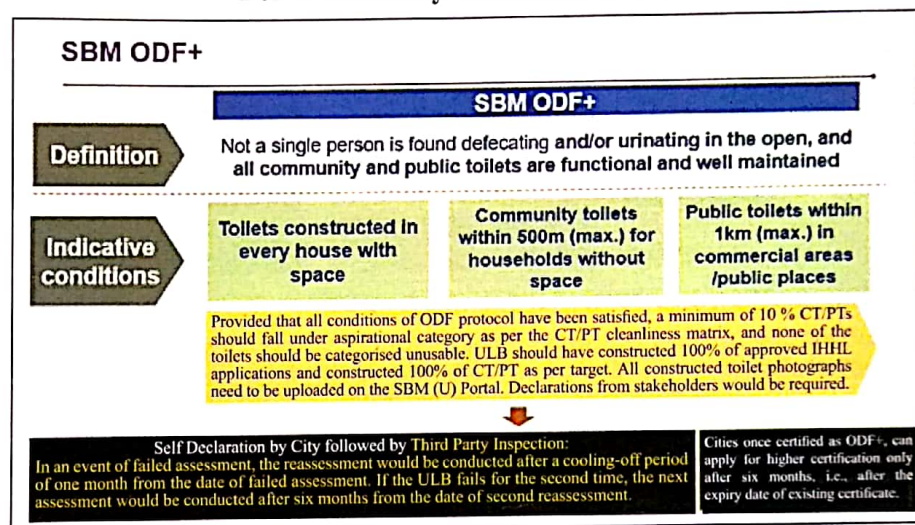 SBM ODF+
SBM ODF+
Definition
Not a single person is found defecating and/or urinating in the open, and
all community and public toilets are functional and well maintained
Indicative
conditions
Toilets constructed in
every house with
space
Community toilets
within 500m (max.) for
households without
space
Public toilets within
1km (max.) in
commercial areas
/public places
Provided that all conditions of ODF protocol have been satisfied, a minimum of 10 % CT/PTs
should fall under aspirational category as per the CT/PT cleanliness matrix, and none of the
toilets should be categorised unusable. ULB should have constructed 100% of approved IHHL
applications and constructed 100% of CT/PT as per target. All constructed toilet photographs
need to be uploaded on the SBM (U) Portal. Declarations from stakeholders would be required.
Self Declaration by City followed by Third Party Inspection:
In an event of failed assessment, the reassessment would be conducted after a cooling-off period
of one month from the date of failed assessment. If the ULB fails for the second time, the next
assessment would be conducted after six months from the date of second reassessment.
Cities once certified as ODF+, can
apply for higher certification only
after six months, i.e., after the
expiry date of existing certificate.